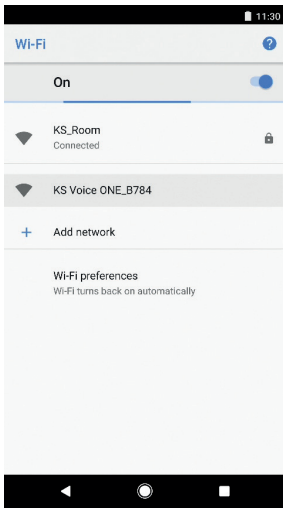 11:30
Wi-Fi
?
On
KS_Room
Connected
KS Voice ONE_B784
+ Add network
Wi-Fi preferences
Wi-Fi turns back on automatically